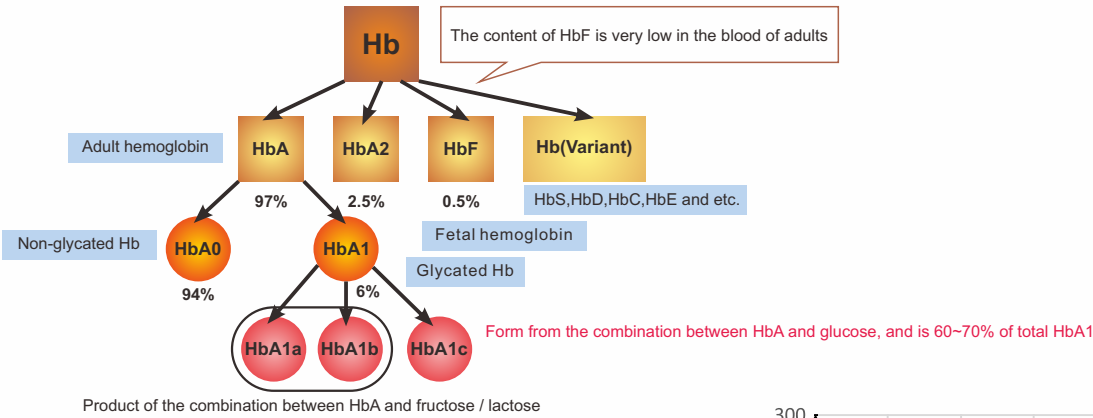 Hb
The content of HbF is very low in the blood of adults
Adult hemoglobin
HbA
HbA2
HbF
Hb(Variant)
97%
2.5%
0.5%
HbS,HbD,HbC,HbE and etc.
Non-glycated Hb
HbA0
HbA1
Fetal hemoglobin
Glycated Hb
94%
6%
HbA1a
HbA1b
HbA1c
Form from the combination between HbA and glucose, and is 60~70% of total HbA1
Product of the combination between HbA and fructose / lactose
300